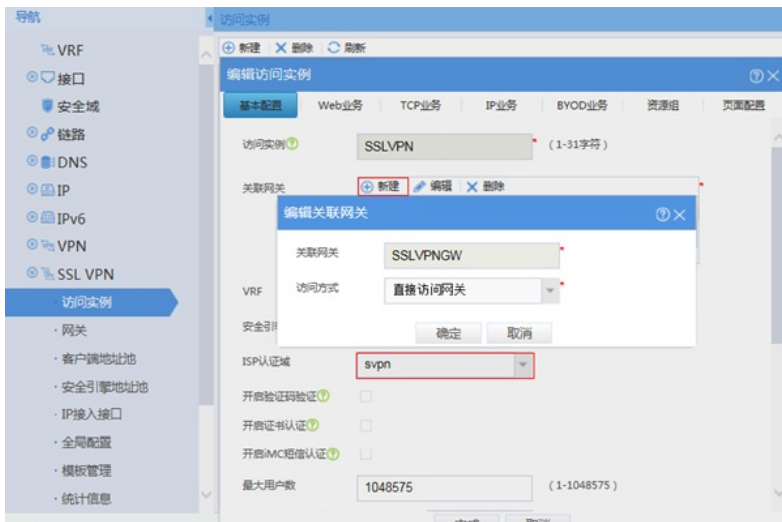 导航
VRF
接口
安全域
链路
DNS
IP
IPv6
VPN
SSL VPN
访问实例
网关
客户端地址池
安全引擎地址池
IP接入接口
全局配置
模板管理
统计信息
访问实例
新建 删除 刷新
编辑访问实例
基本配置 Web业务 TCP业务 IP业务 BYOD业务 资源组 页面配置
访问实例 SSLVPN * (1-31字符)
关联网关 新建 编辑 删除 *
编辑关联网关
关联网关 SSLVPNGW *
访问方式 直接访问网关 *
确定 取消
VRF
安全引
ISP认证域 svpn
开启验证码验证
开启证书认证
开启iMC短信认证
最大用户数 1048575 (1-1048575)